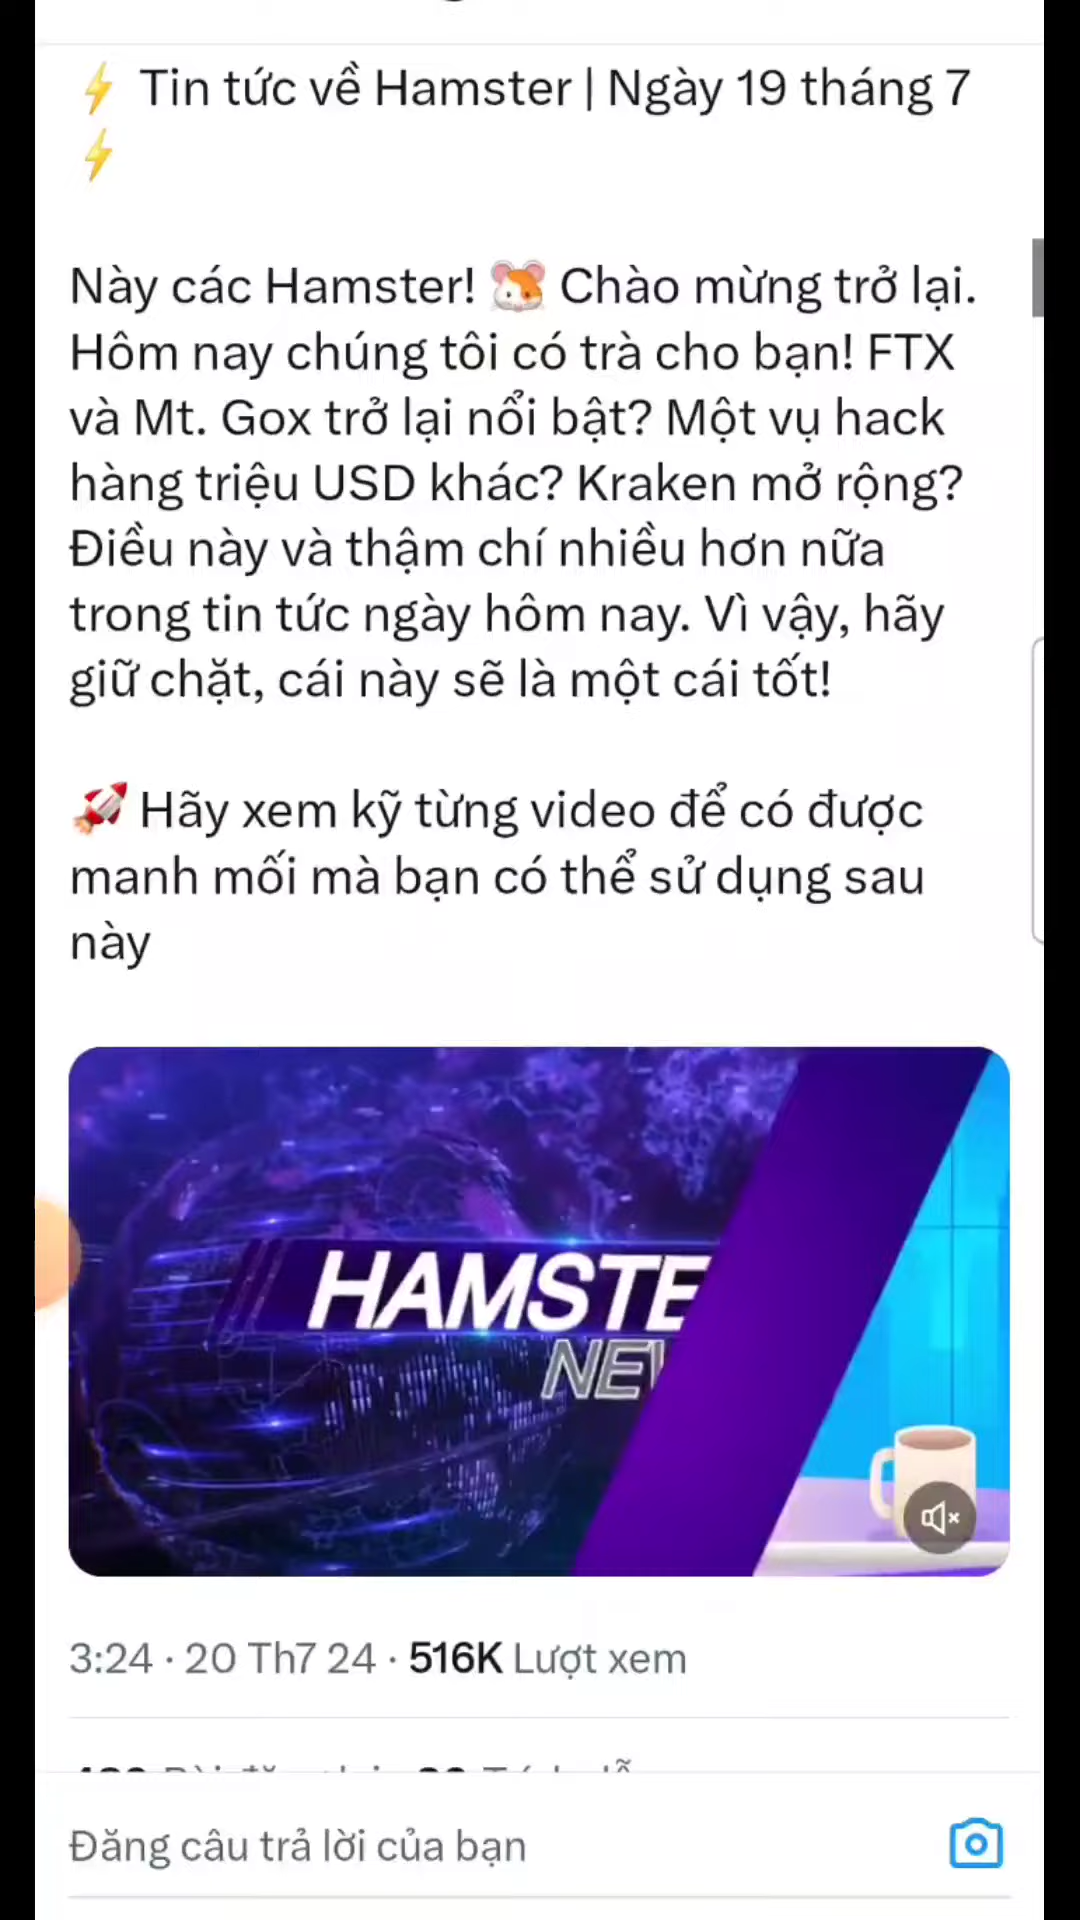 ⚡ Tin tức về Hamster | Ngày 19 tháng 7
⚡
Này các Hamster! 🐹 Chào mừng trở lại.
Hôm nay chúng tôi có trà cho bạn! FTX
và Mt. Gox trở lại nổi bật? Một vụ hack
hàng triệu USD khác? Kraken mở rộng?
Điều này và thậm chí nhiều hơn nữa
trong tin tức ngày hôm nay. Vì vậy, hãy
giữ chặt, cái này sẽ là một cái tốt!
🚀 Hãy xem kỹ từng video để có được
manh mối mà bạn có thể sử dụng sau
này
HAMSTE
NEW
3:24 · 20 Th7 24 · 516K Lượt xem
Đăng câu trả lời của bạn